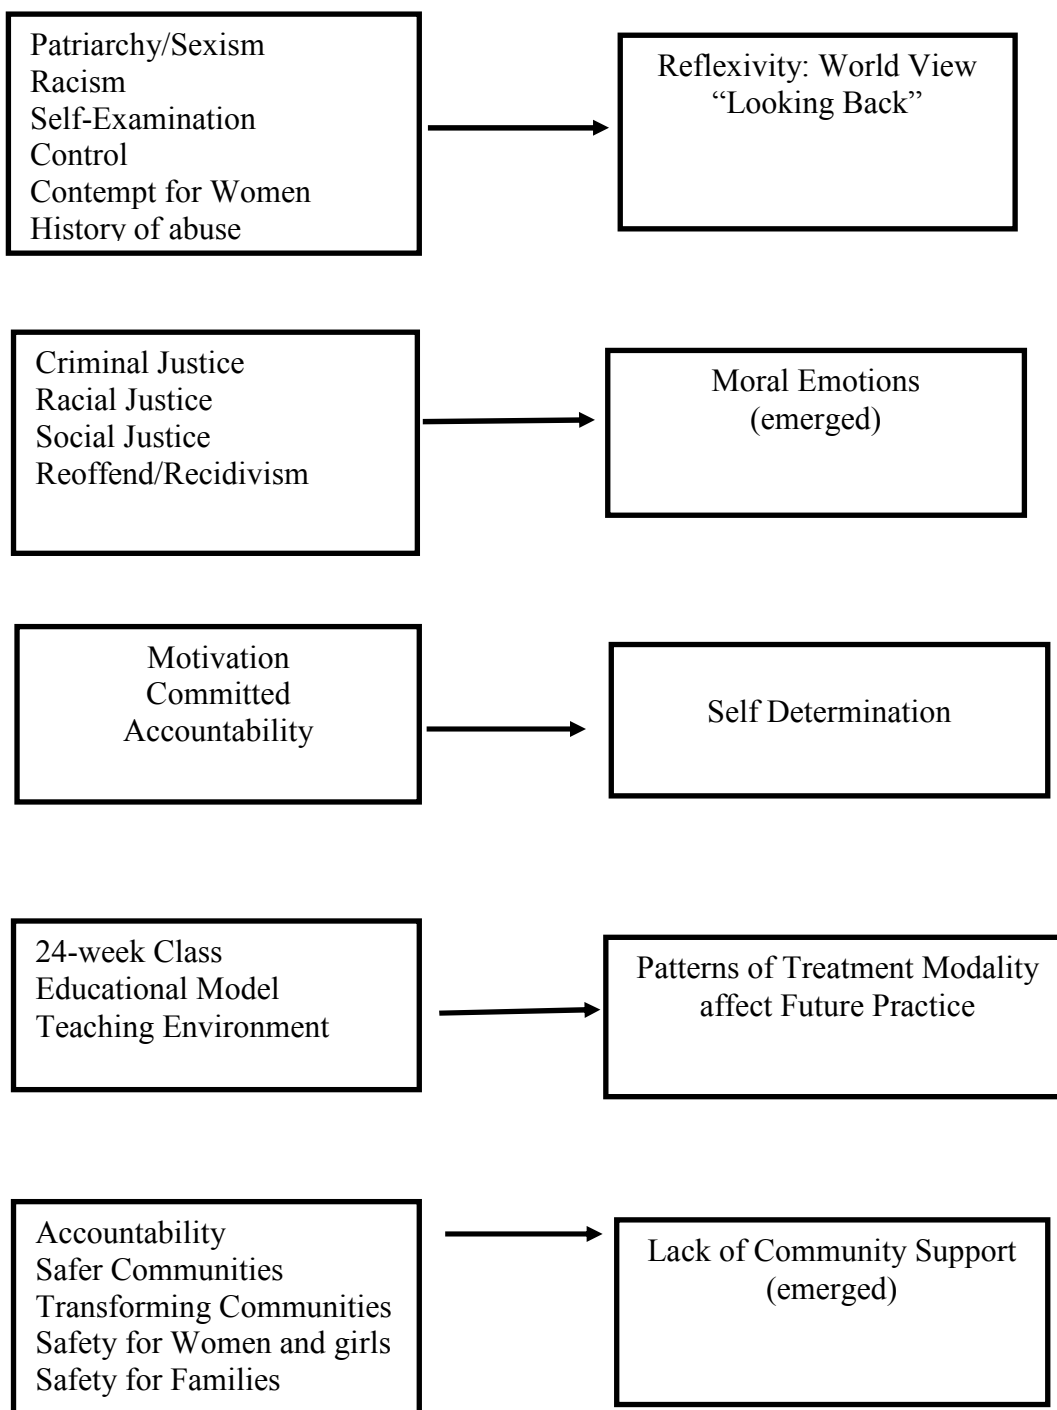 Patriarchy/Sexism
Racism
Self-Examination
Control
Contempt for Women
History of abuse
Reflexivity: World View
“Looking Back”
Criminal Justice
Racial Justice
Social Justice
Reoffend/Recidivism
Moral Emotions
(emerged)
Motivation
Committed
Accountability
Self Determination
24-week Class
Educational Model
Teaching Environment
Patterns of Treatment Modality
affect Future Practice
Accountability
Safer Communities
Transforming Communities
Safety for Women and girls
Safety for Families
Lack of Community Support
(emerged)